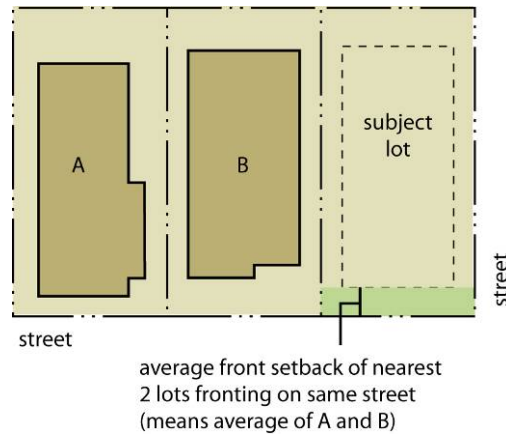 A
B
subject
lot
street
street
average front setback of nearest
2 lots fronting on same street
(means average of A and B)